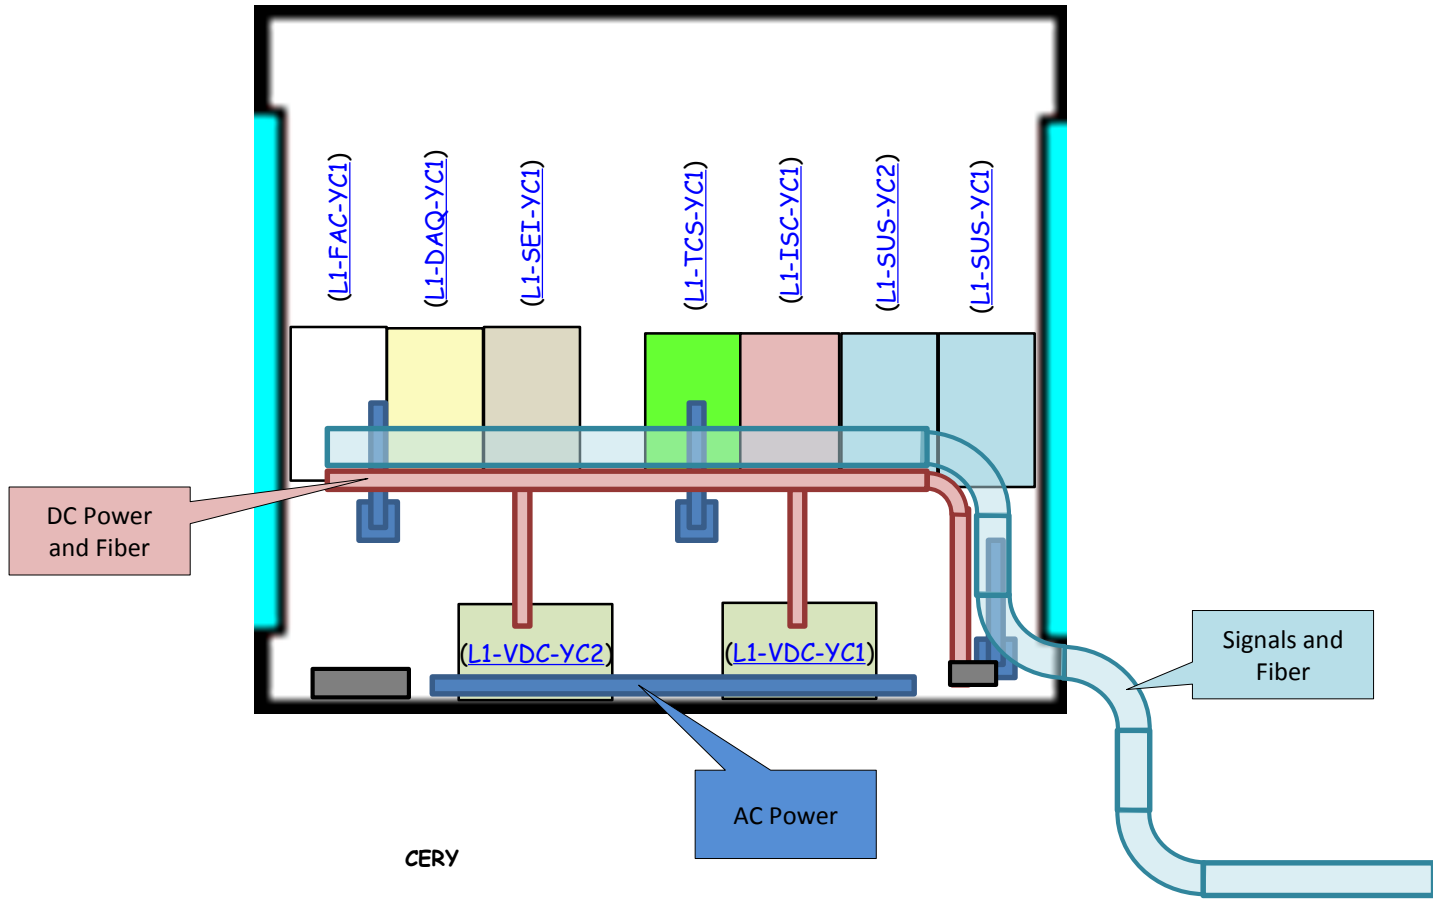 (L1-FAC-YC1)
(L1-DAQ-YC1)
(L1-SEI-YC1)
(L1-TCS-YC1)
(L1-ISC-YC1)
(L1-SUS-YC2)
(L1-SUS-YC1)
DC Power
and Fiber
(L1-VDC-YC2)
(L1-VDC-YC1)
Signals and
Fiber
AC Power
CERY